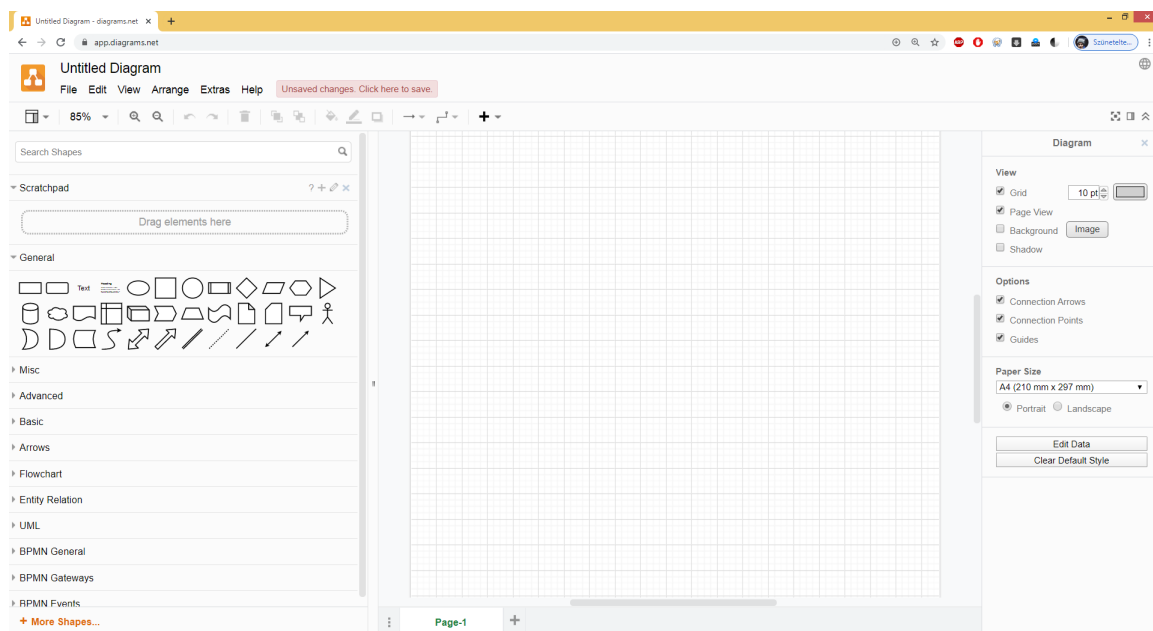 Untitled Diagram - diagrams.net
app.diagrams.net
ABP
Szünetelte...
Untitled Diagram
File Edit View Arrange Extras Help Unsaved changes. Click here to save.
85%
Search Shapes
Scratchpad
?
Drag elements here
General
Text
Misc
Advanced
Basic
Arrows
Flowchart
Entity Relation
UML
BPMN General
BPMN Gateways
BPMN Events
+ More Shapes...
Page-1
Diagram
View
Grid 10 pt
Page View
Background Image
Shadow
Options
Connection Arrows
Connection Points
Guides
Paper Size
A4 (210 mm x 297 mm)
Portrait Landscape
Edit Data
Clear Default Style